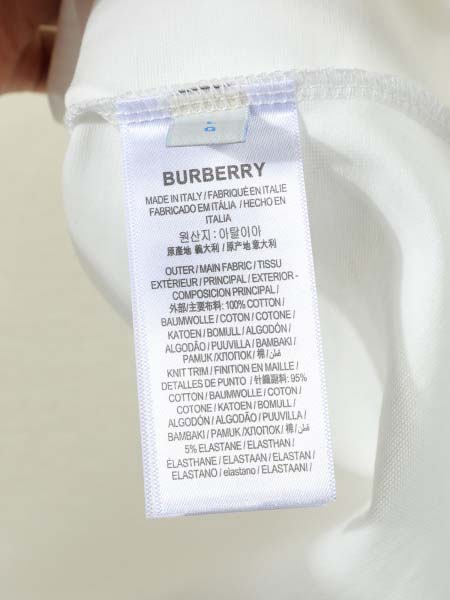 BURBERRY
MADE IN ITALY / FABRIQUÉ EN ITALIE
FABRICADO EM ITÀLIA / HECHO EN
ITALIA
원산지: 아탈이아
原產地 義大利 / 原产地 意大利
OUTER / MAIN FABRIC / TISSU
EXTÉRIEUR / PRINCIPAL / EXTERIOR -
COMPOSICIÓN PRINCIPAL /
外部/主要布料: 100% COTTON /
BAUMWOLLE / COTON / COTONE /
KATOEN / BOMULL / ALGODÓN /
ALGODÃO / PUUVILLA / BAMBAKI /
PAMUK / ХЛОПОК / 棉 / قطن /
KNIT TRIM / FINITION EN MAILLE /
DETALLES DE PUNTO / 針織副料: 95%
COTTON / BAUMWOLLE / COTON /
COTONE / KATOEN / BOMULL /
ALGODÓN / ALGODÃO / PUUVILLA /
BAMBAKI / PAMUK / ХЛОПОК / 棉 / قطن /
5% ELASTANE / ELASTHAN /
ÉLASTHANE / ELASTAAN / ELASTAN /
ELASTANO / elastano / ELASTAANI /